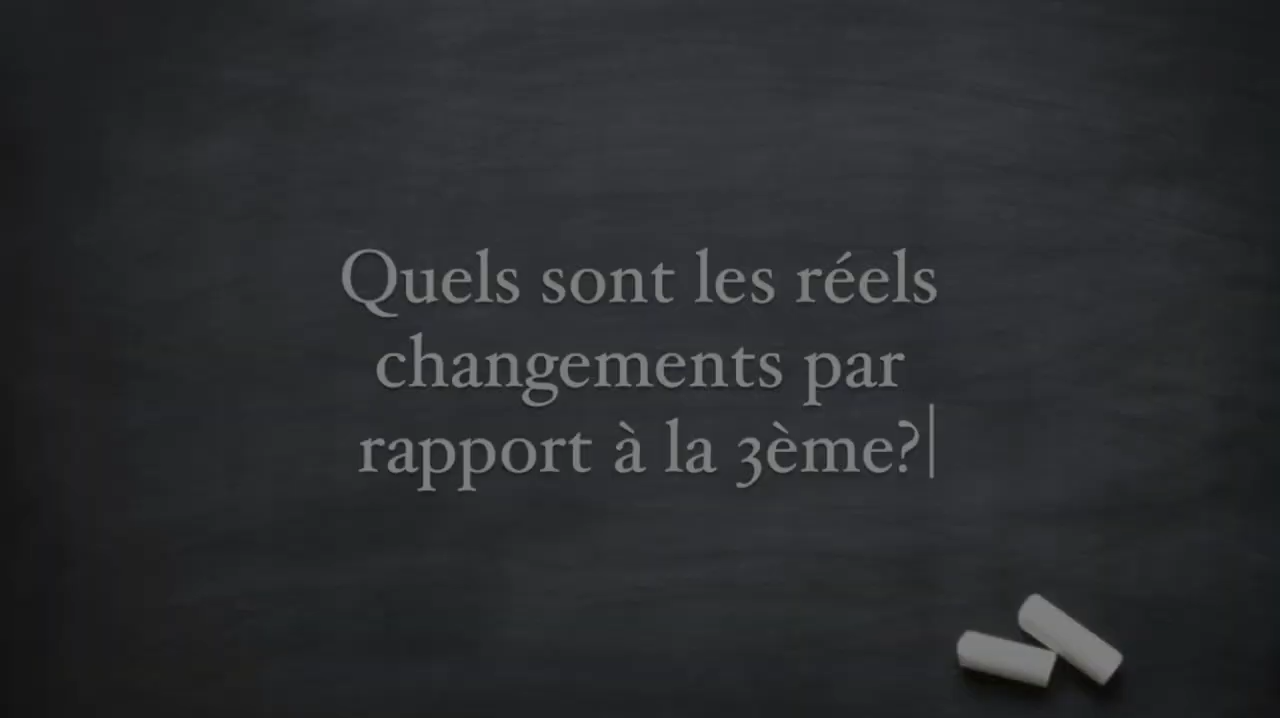 Quels sont les réels
changements par
rapport à la 3ème?